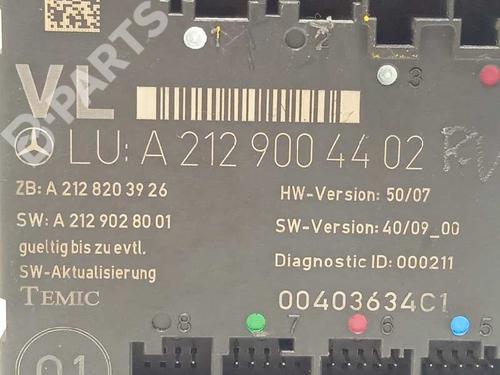 1
2
3
B-PARTS
VL
LU: A 212 900 44 02
ZB: A 212 820 39 26
HW-Version: 50/07
SW: A 212 902 80 01
SW-Version: 40/09_00
gueltig bis zu evtl.
SW-Aktualisierung
Diagnostic ID: 000211
TEMIC
00403634C1
8
7
6
5
01